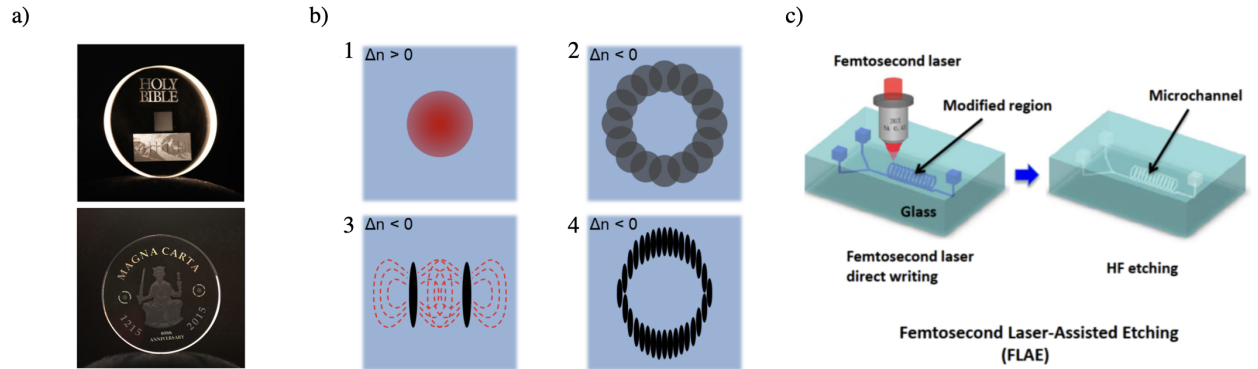 a)
HOLY
BIBLE
MAGNA CARTA
1215
2015
800th
ANNIVERSARY
b)
1
Δn > 0
2
Δn < 0
3
Δn < 0
4
Δn < 0
c)
Femtosecond laser
Modified region
Microchannel
Glass
Femtosecond laser
direct writing
HF etching
Femtosecond Laser-Assisted Etching
(FLAE)